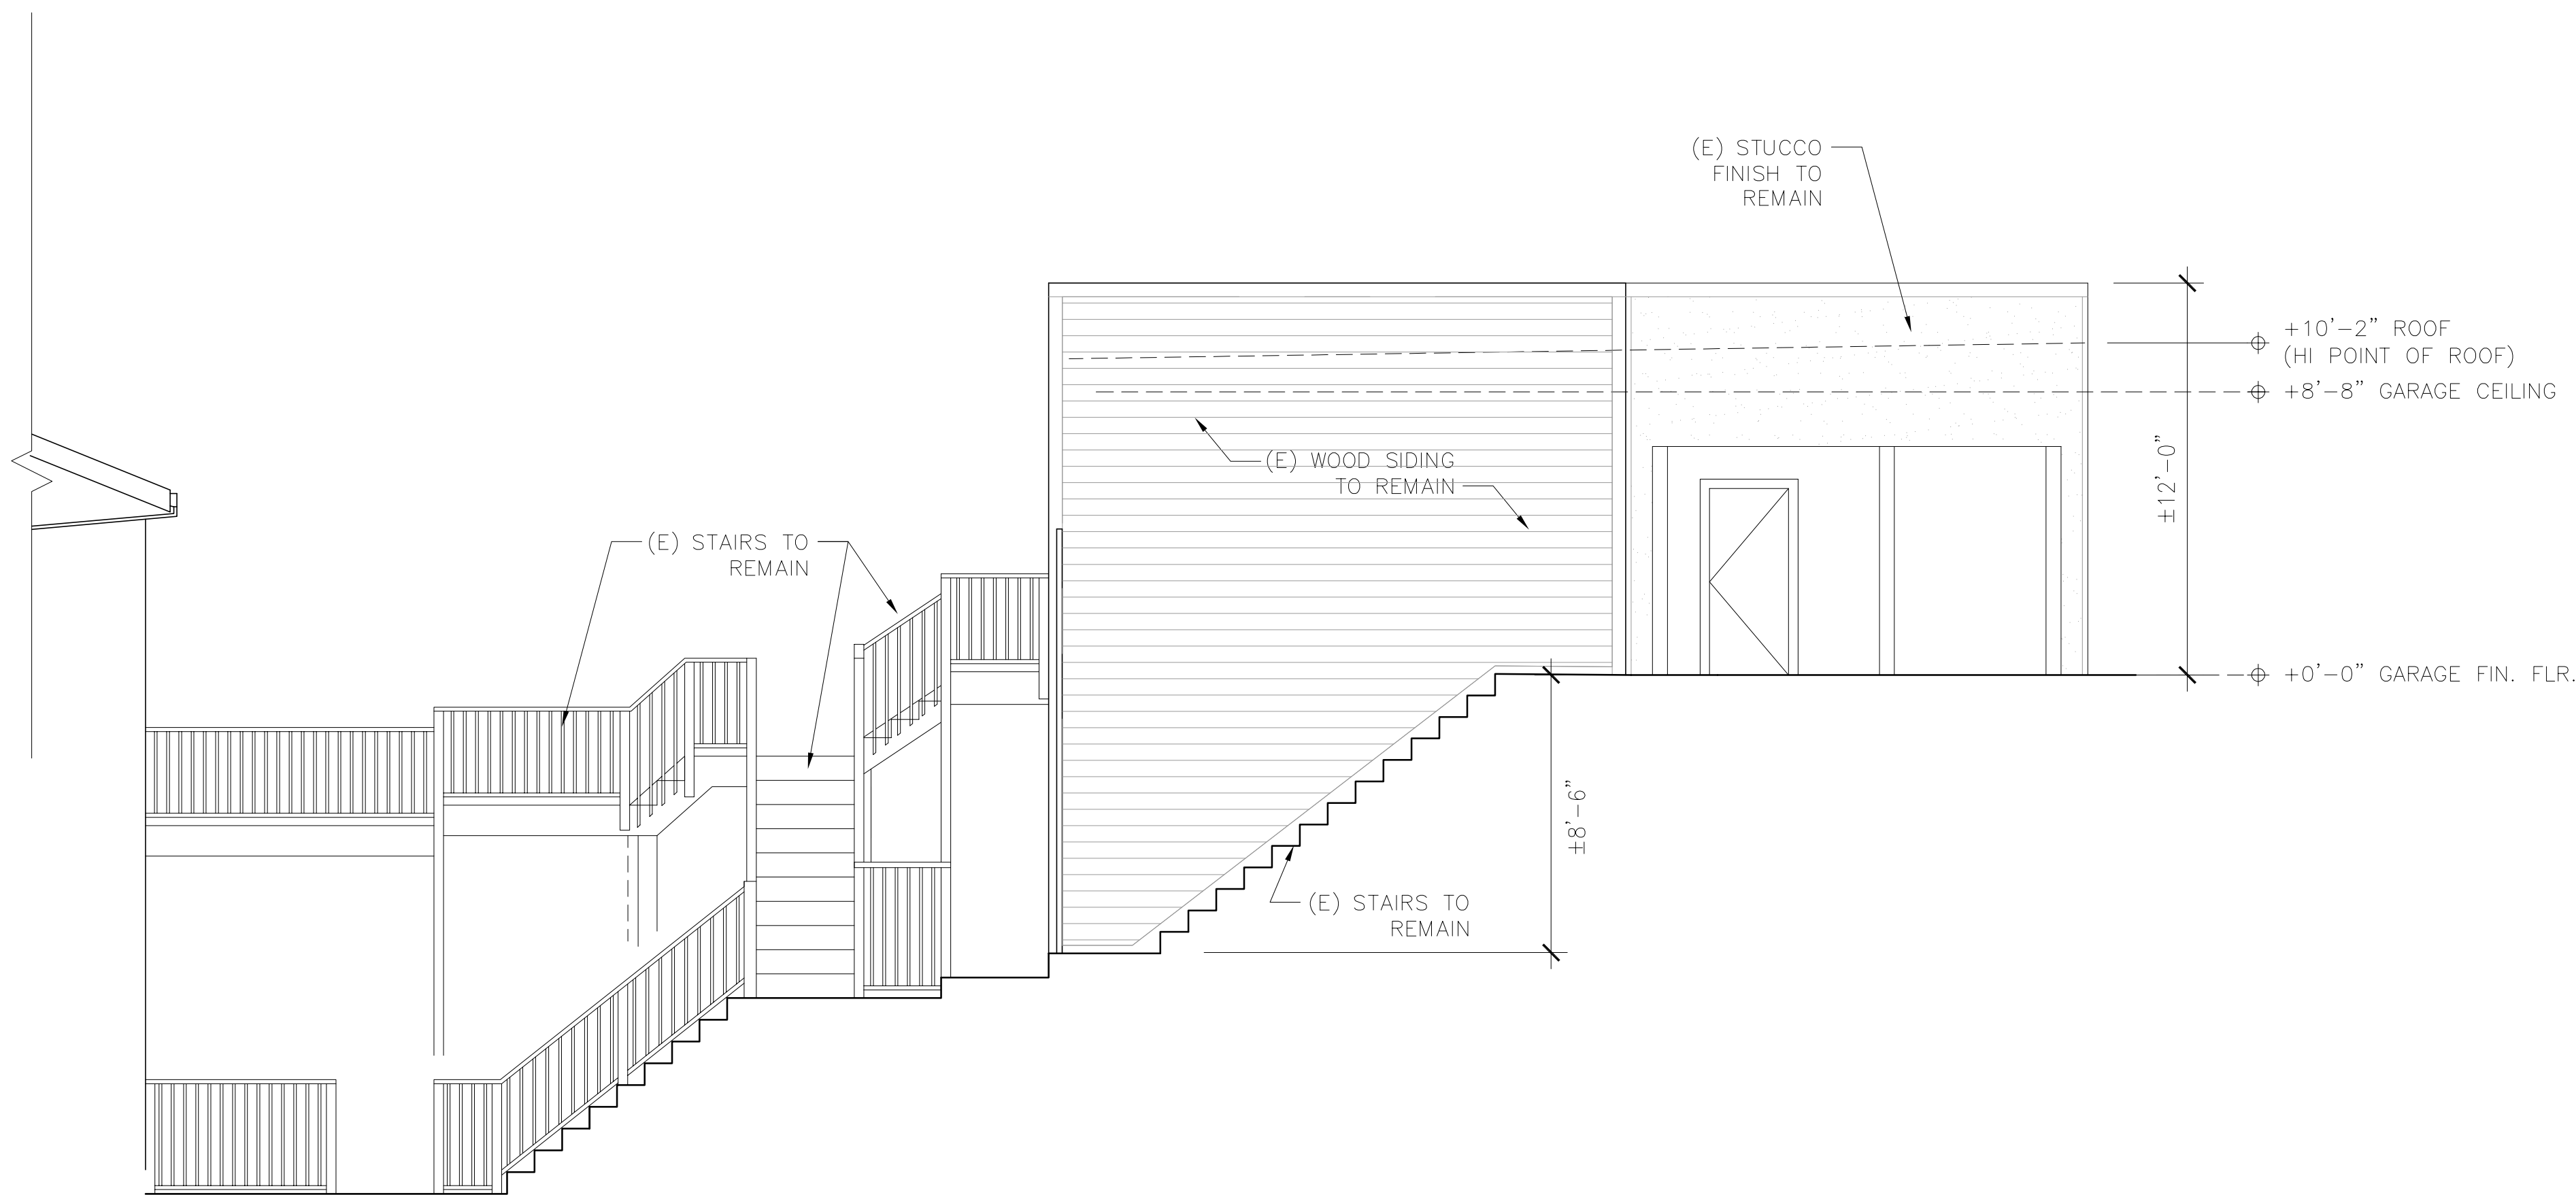 (E) STUCCO
FINISH TO
REMAIN
+10'-2" ROOF
(HI POINT OF ROOF)
+8'-8" GARAGE CEILING
±12'-0"
(E) WOOD SIDING
TO REMAIN
(E) STAIRS TO
REMAIN
+0'-0" GARAGE FIN. FLR.
±8'-6"
(E) STAIRS TO
REMAIN